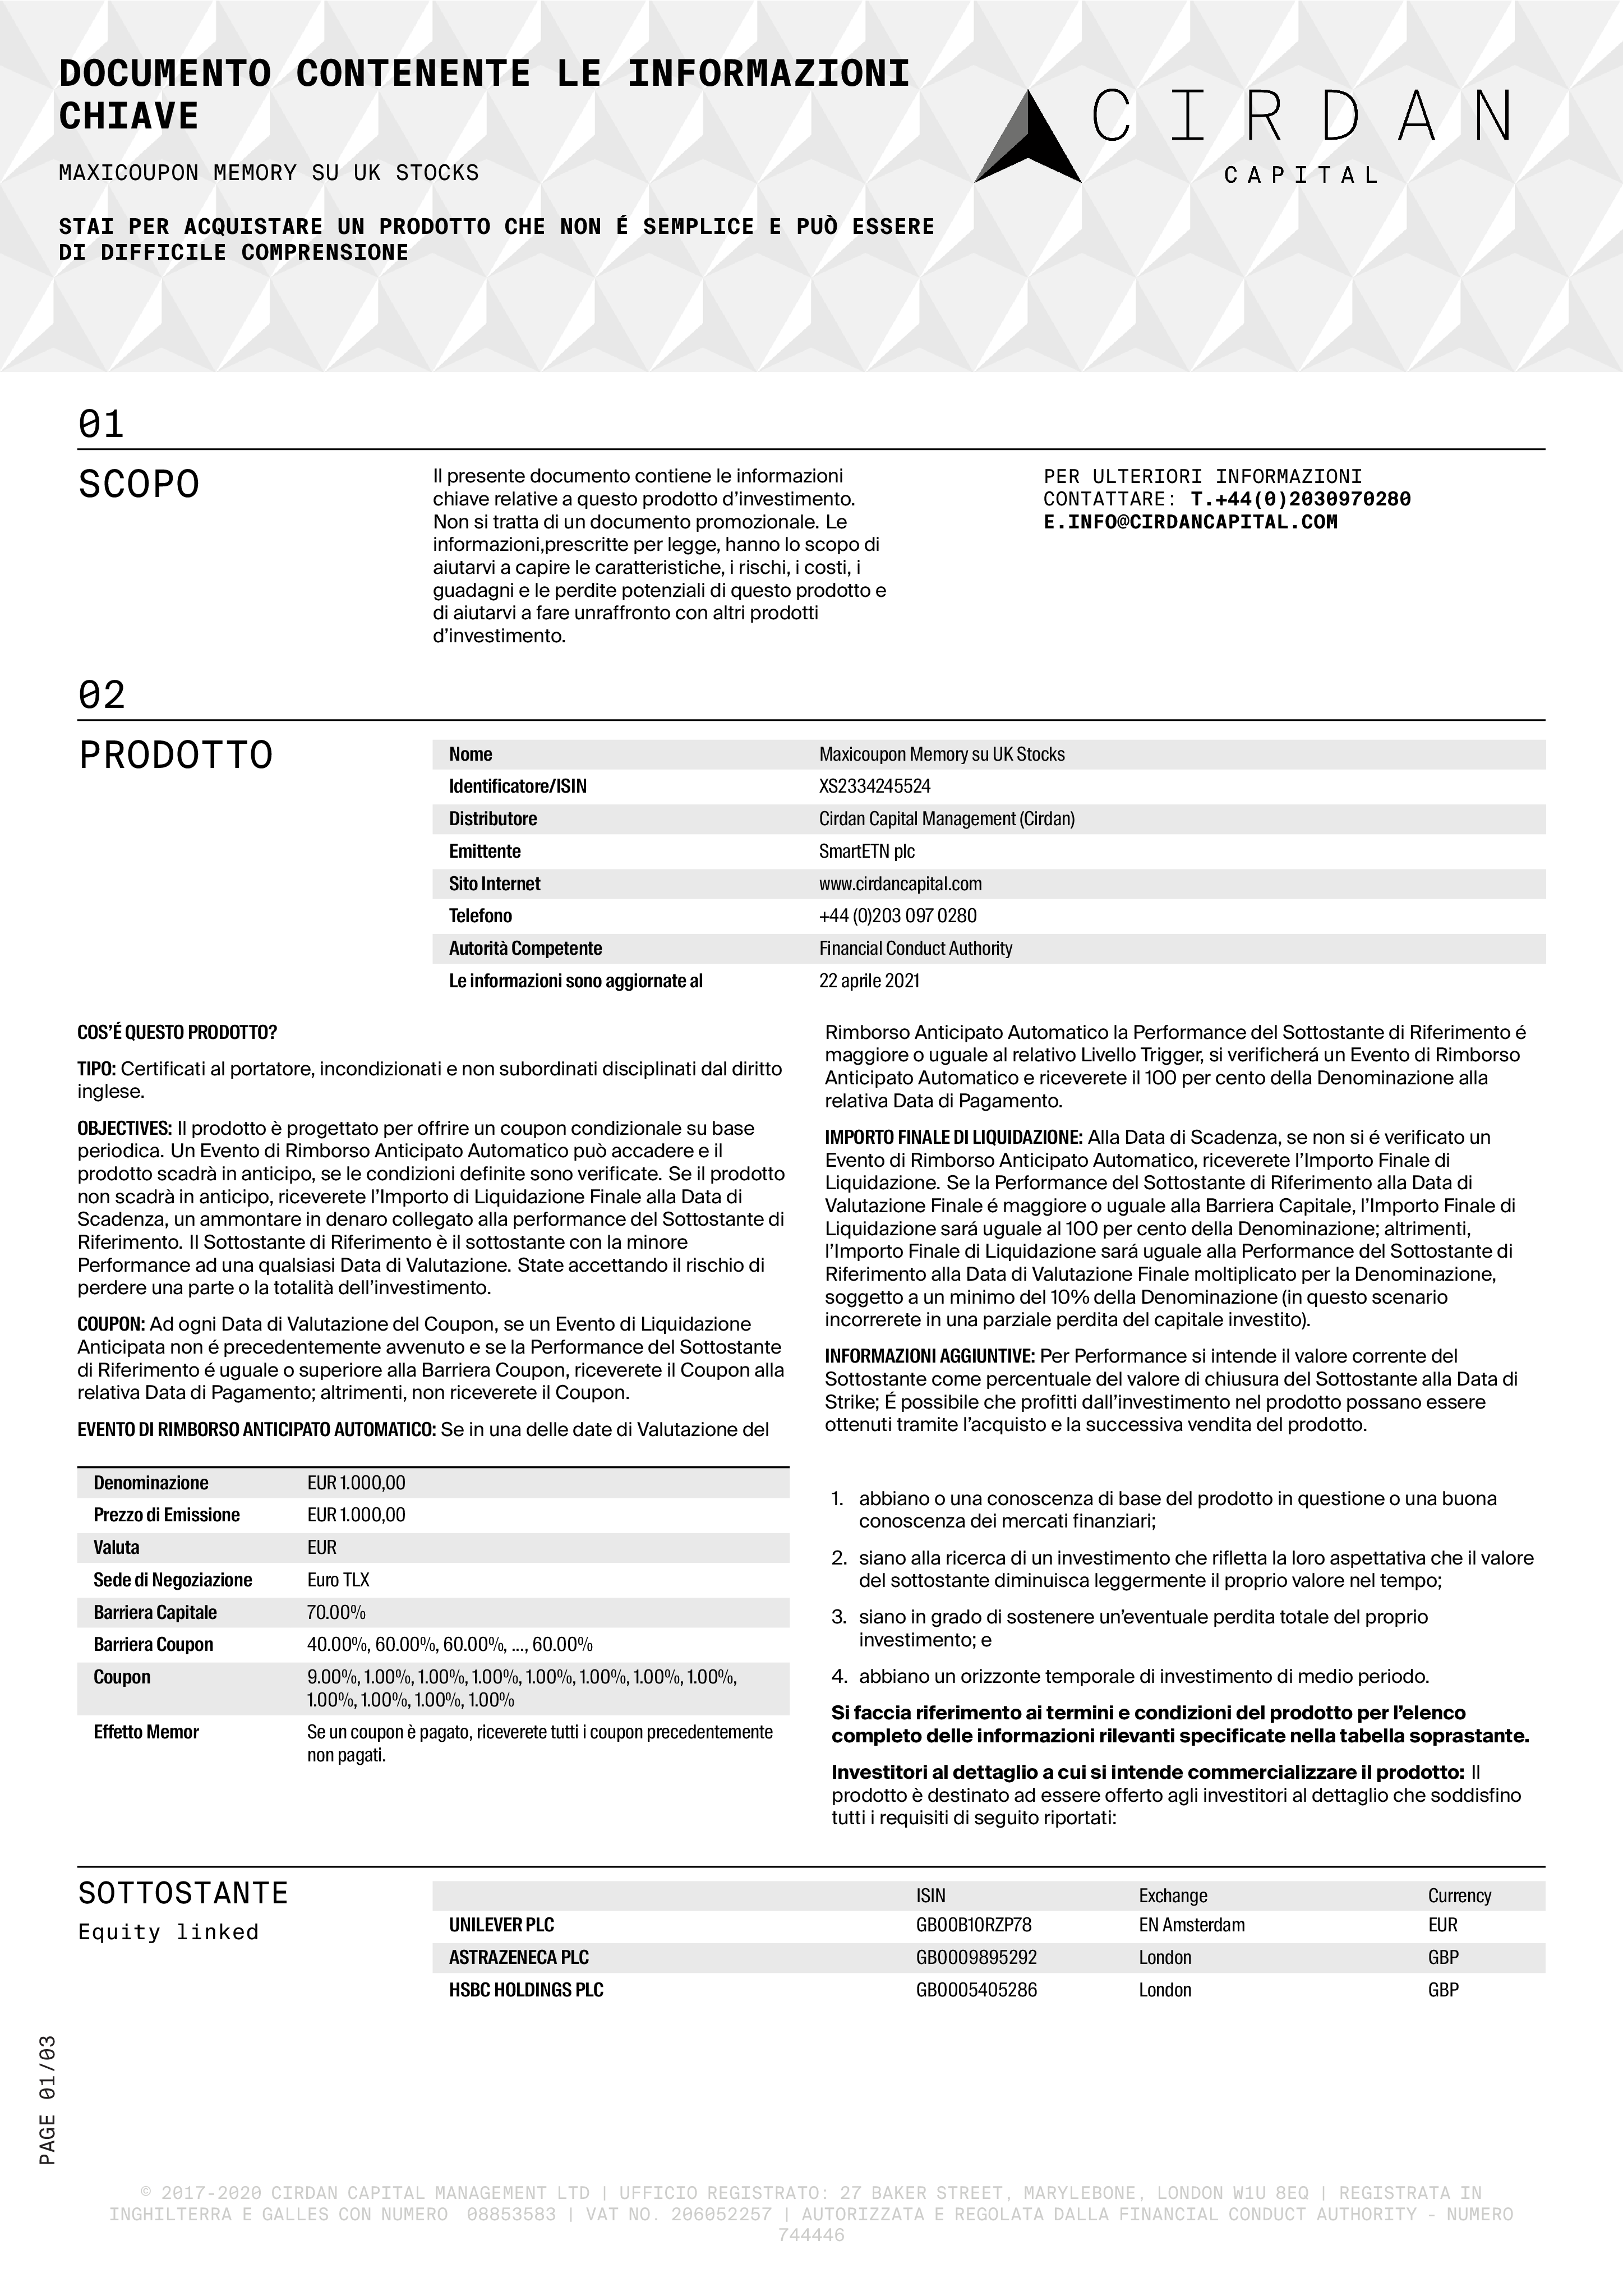 DOCUMENTO CONTENENTE LE INFORMAZIONI
CHIAVE
MAXICOUPON MEMORY SU UK STOCKS
STAI PER ACQUISTARE UN PRODOTTO CHE NON É SEMPLICE E PUÒ ESSERE
DI DIFFICILE COMPRENSIONE
CIRDAN
CAPITAL
01
SCOPO
Il presente documento contiene le informazioni
chiave relative a questo prodotto d'investimento.
Non si tratta di un documento promozionale. Le
informazioni,prescritte per legge, hanno lo scopo di
aiutarvi a capire le caratteristiche, i rischi, i costi, i
guadagni e le perdite potenziali di questo prodotto e
di aiutarvi a fare unraffronto con altri prodotti
d'investimento.
PER ULTERIORI INFORMAZIONI
CONTATTARE: T.+44(0)2030970280
E.INFO@CIRDANCAPITAL.COM
02
PRODOTTO
Nome Maxicoupon Memory su UK Stocks
Identificatore/ISIN XS2334245524
Distributore Cirdan Capital Management (Cirdan)
Emittente SmartETN plc
Sito Internet www.cirdancapital.com
Telefono +44 (0)203 097 0280
Autorità Competente Financial Conduct Authority
Le informazioni sono aggiornate al 22 aprile 2021
COS'É QUESTO PRODOTTO?
TIPO: Certificati al portatore, incondizionati e non subordinati disciplinati dal diritto
inglese.
OBJECTIVES: Il prodotto è progettato per offrire un coupon condizionale su base
periodica. Un Evento di Rimborso Anticipato Automatico può accadere e il
prodotto scadrà in anticipo, se le condizioni definite sono verificate. Se il prodotto
non scadrà in anticipo, riceverete l'Importo di Liquidazione Finale alla Data di
Scadenza, un ammontare in denaro collegato alla performance del Sottostante di
Riferimento. Il Sottostante di Riferimento è il sottostante con la minore
Performance ad una qualsiasi Data di Valutazione. State accettando il rischio di
perdere una parte o la totalità dell'investimento.
COUPON: Ad ogni Data di Valutazione del Coupon, se un Evento di Liquidazione
Anticipata non é precedentemente avvenuto e se la Performance del Sottostante
di Riferimento é uguale o superiore alla Barriera Coupon, riceverete il Coupon alla
relativa Data di Pagamento; altrimenti, non riceverete il Coupon.
EVENTO DI RIMBORSO ANTICIPATO AUTOMATICO: Se in una delle date di Valutazione del
Rimborso Anticipato Automatico la Performance del Sottostante di Riferimento é
maggiore o uguale al relativo Livello Trigger, si verificherá un Evento di Rimborso
Anticipato Automatico e riceverete il 100 per cento della Denominazione alla
relativa Data di Pagamento.
IMPORTO FINALE DI LIQUIDAZIONE: Alla Data di Scadenza, se non si é verificato un
Evento di Rimborso Anticipato Automatico, riceverete l'Importo Finale di
Liquidazione. Se la Performance del Sottostante di Riferimento alla Data di
Valutazione Finale é maggiore o uguale alla Barriera Capitale, l'Importo Finale di
Liquidazione sará uguale al 100 per cento della Denominazione; altrimenti,
l'Importo Finale di Liquidazione sará uguale alla Performance del Sottostante di
Riferimento alla Data di Valutazione Finale moltiplicato per la Denominazione,
soggetto a un minimo del 10% della Denominazione (in questo scenario
incorrerete in una parziale perdita del capitale investito).
INFORMAZIONI AGGIUNTIVE: Per Performance si intende il valore corrente del
Sottostante come percentuale del valore di chiusura del Sottostante alla Data di
Strike; É possibile che profitti dall'investimento nel prodotto possano essere
ottenuti tramite l'acquisto e la successiva vendita del prodotto.
Denominazione EUR 1.000,00
Prezzo di Emissione EUR 1.000,00
Valuta EUR
Sede di Negoziazione Euro TLX
Barriera Capitale 70.00%
Barriera Coupon 40.00%, 60.00%, 60.00%, ..., 60.00%
Coupon 9.00%, 1.00%, 1.00%, 1.00%, 1.00%, 1.00%, 1.00%, 1.00%,
1.00%, 1.00%, 1.00%, 1.00%
Effetto Memor Se un coupon è pagato, riceverete tutti i coupon precedentemente
non pagati.
1. abbiano o una conoscenza di base del prodotto in questione o una buona
conoscenza dei mercati finanziari;
2. siano alla ricerca di un investimento che rifletta la loro aspettativa che il valore
del sottostante diminuisca leggermente il proprio valore nel tempo;
3. siano in grado di sostenere un'eventuale perdita totale del proprio
investimento; e
4. abbiano un orizzonte temporale di investimento di medio periodo.
Si faccia riferimento ai termini e condizioni del prodotto per l'elenco
completo delle informazioni rilevanti specificate nella tabella soprastante.
Investitori al dettaglio a cui si intende commercializzare il prodotto: Il
prodotto è destinato ad essere offerto agli investitori al dettaglio che soddisfino
tutti i requisiti di seguito riportati:
SOTTOSTANTE
Equity linked
ISIN Exchange Currency
UNILEVER PLC GB00B10RZP78 EN Amsterdam EUR
ASTRAZENECA PLC GB0009895292 London GBP
HSBC HOLDINGS PLC GB0005405286 London GBP
PAGE 01/03
© 2017-2020 CIRDAN CAPITAL MANAGEMENT LTD | UFFICIO REGISTRATO: 27 BAKER STREET, MARYLEBONE, LONDON W1U 8EQ | REGISTRATA IN
INGHILTERRA E GALLES CON NUMERO 08853583 | VAT NO. 206052257 | AUTORIZZATA E REGOLATA DALLA FINANCIAL CONDUCT AUTHORITY - NUMERO
744446